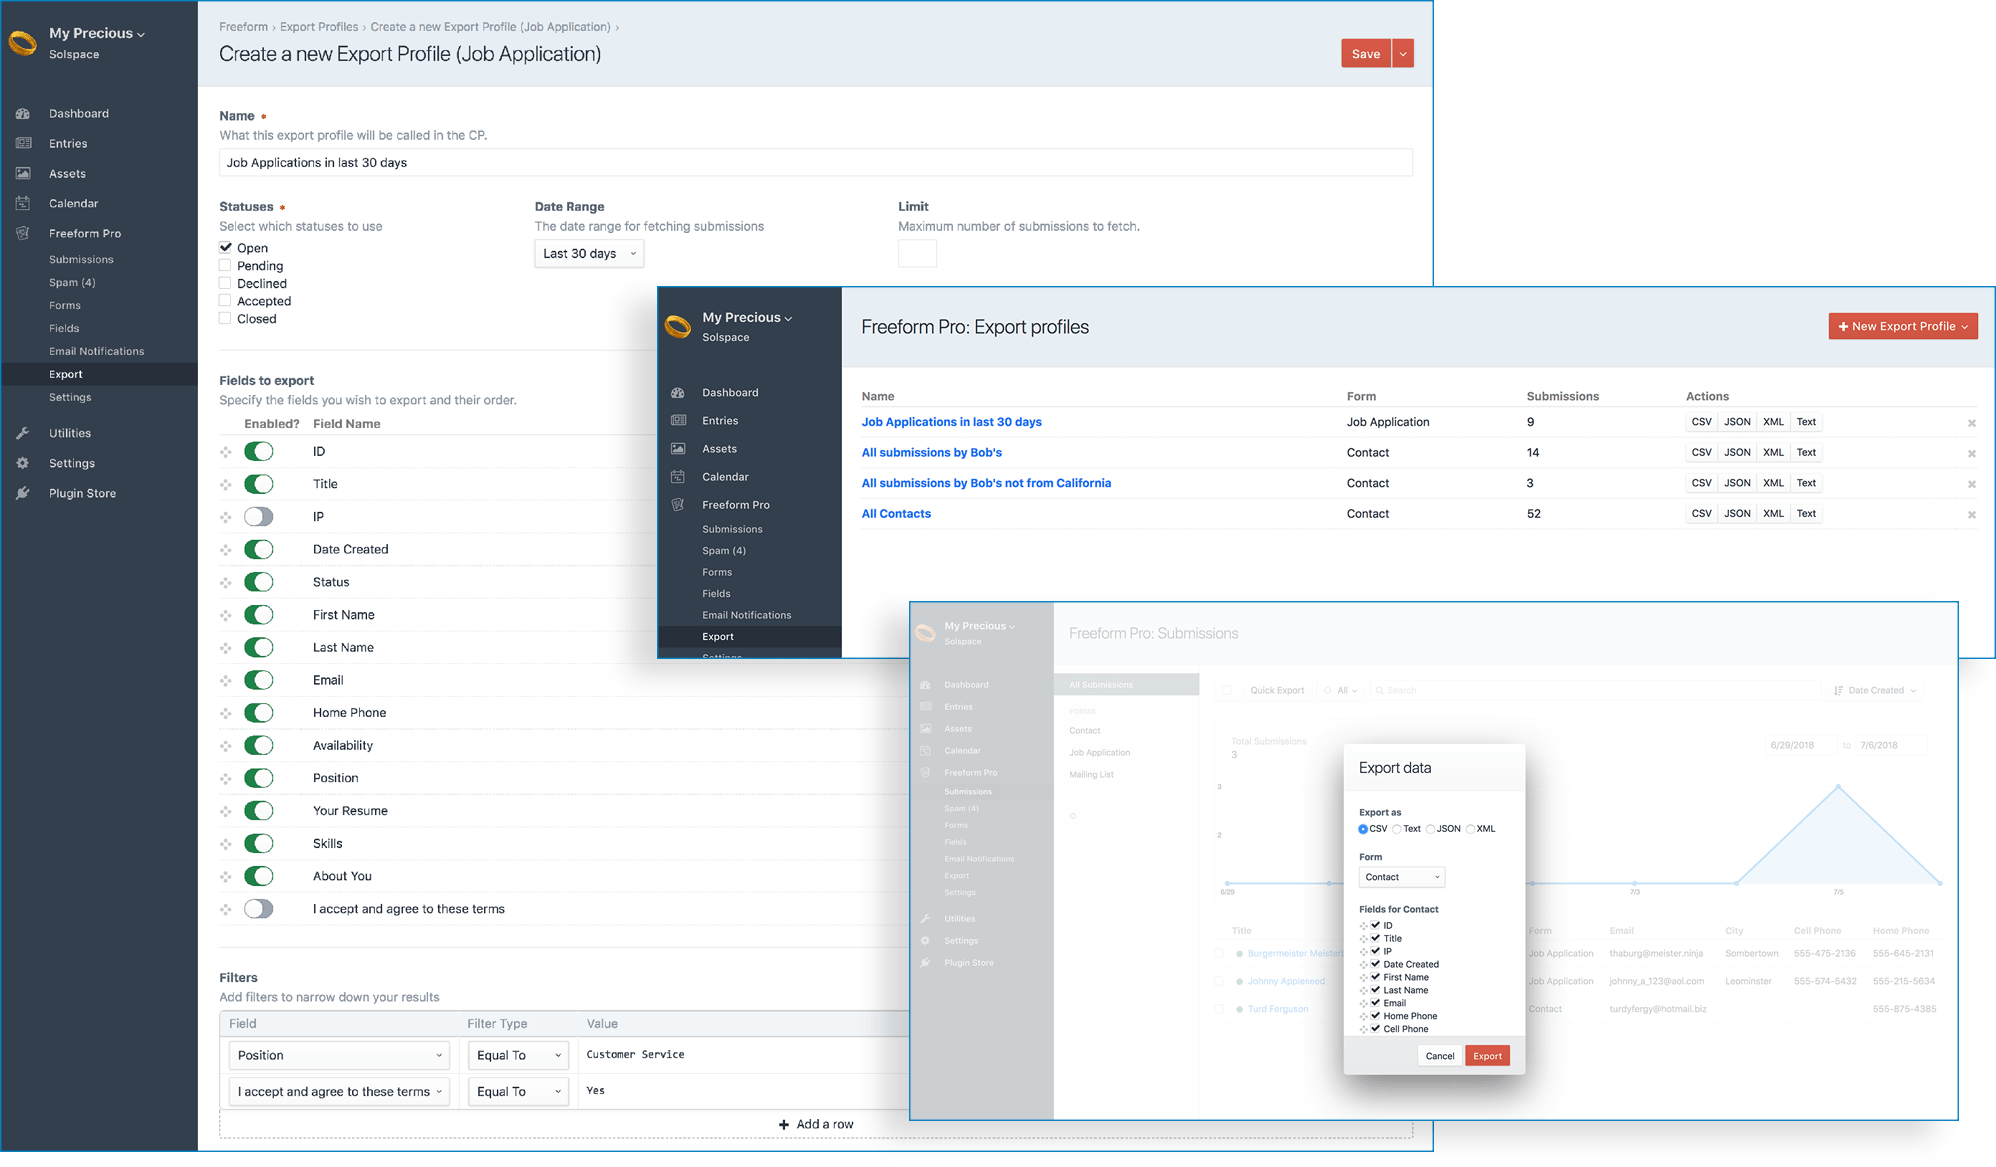 My Precious
Solspace
Dashboard
Entries
Assets
Calendar
Freeform Pro
Submissions
Spam (4)
Forms
Fields
Email Notifications
Export
Settings
Utilities
Settings
Plugin Store
Freeform › Export Profiles › Create a new Export Profile (Job Application) ›
Create a new Export Profile (Job Application)
Save
Name
What this export profile will be called in the CP.
Job Applications in last 30 days
Statuses
Select which statuses to use
Open
Pending
Declined
Accepted
Closed
Date Range
The date range for fetching submissions
Last 30 days
Limit
Maximum number of submissions to fetch.
Fields to export
Specify the fields you wish to export and their order.
Enabled? Field Name
ID
Title
IP
Date Created
Status
First Name
Last Name
Email
Home Phone
Availability
Position
Your Resume
Skills
About You
I accept and agree to these terms
Filters
Add filters to narrow down your results
Field Filter Type Value
Position Equal To Customer Service
I accept and agree to these terms Equal To Yes
+ Add a row
My Precious
Solspace
Dashboard
Entries
Assets
Calendar
Freeform Pro
Submissions
Spam (4)
Forms
Fields
Email Notifications
Export
Settings
Freeform Pro: Export profiles
+ New Export Profile
Name Form Submissions Actions
Job Applications in last 30 days Job Application 9 CSV JSON XML Text
All submissions by Bob's Contact 14 CSV JSON XML Text
All submissions by Bob's not from California Contact 3 CSV JSON XML Text
All Contacts Contact 52 CSV JSON XML Text
My Precious
Solspace
Dashboard
Entries
Assets
Calendar
Freeform Pro
Submissions
Spam (4)
Forms
Fields
Email Notifications
Export
Settings
Utilities
Settings
Plugin Store
Freeform Pro: Submissions
All Submissions
FORMS
Contact
Job Application
Mailing List
Quick Export All Search Date Created
Total Submissions
3
6/29/2018 to 7/6/2018
3
2
6/29 7/3 7/5
Title Form Email City Cell Phone Home Phone
Burgermeister Job Application thaburg@meister.ninja Sombertown 555-475-2136 555-645-2131
Johnny Appleseed Job Application johnny_a_123@aol.com Leominster 555-574-5432 555-215-5634
Turd Ferguson Contact turdyfergy@hotmail.biz 555-875-4385
Export data
Export as
CSV Text JSON XML
Form
Contact
Fields for Contact
ID
Title
IP
Date Created
First Name
Last Name
Email
Home Phone
Cell Phone
Cancel Export